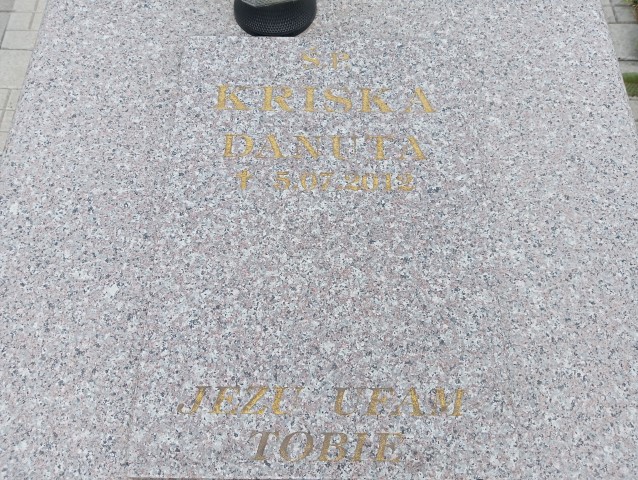 Ś.P.
KRISKA
DANUTA
✝ 5.07.2012
JEZU UFAM
TOBIE